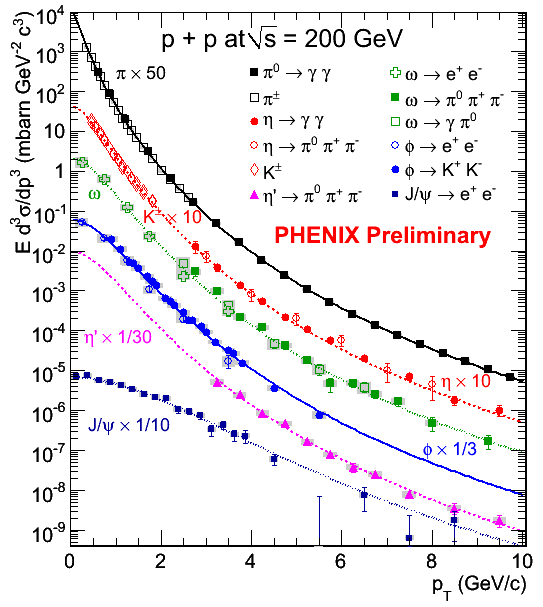 p + p at √s = 200 GeV
E d³σ/dp³ (mbarn GeV⁻² c³)
10⁴
10³
10²
10
1
10⁻¹
10⁻²
10⁻³
10⁻⁴
10⁻⁵
10⁻⁶
10⁻⁷
10⁻⁸
10⁻⁹
π × 50
π⁰ → γ γ
π±
η → γ γ
η → π⁰ π⁺ π⁻
K±
η' → π⁰ π⁺ π⁻
ω → e⁺ e⁻
ω → π⁰ π⁺ π⁻
ω → γ π⁰
φ → e⁺ e⁻
φ → K⁺ K⁻
J/ψ → e⁺ e⁻
ω
K± × 10
PHENIX Preliminary
η' × 1/30
η × 10
J/ψ × 1/10
φ × 1/3
0 2 4 6 8 10
p_T (GeV/c)